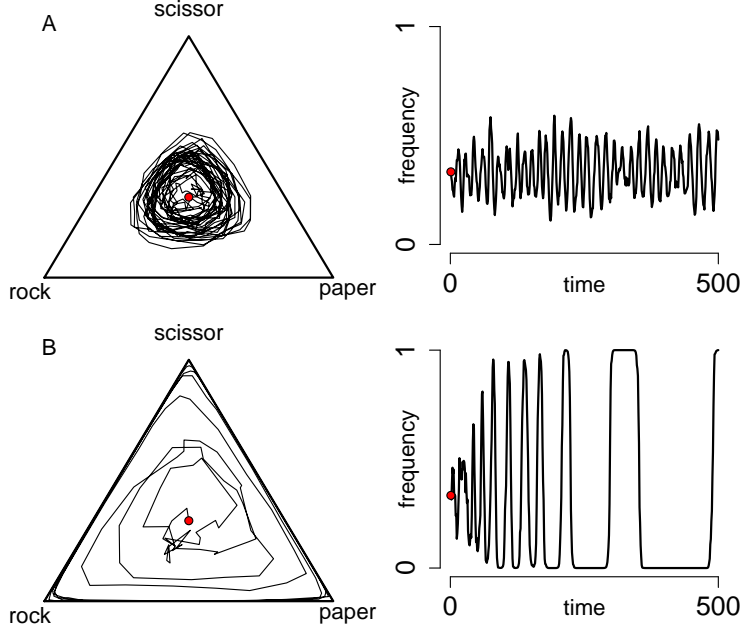 A
scissor
rock
paper
frequency
1
0
0
time
500
B
scissor
rock
paper
frequency
1
0
0
time
500